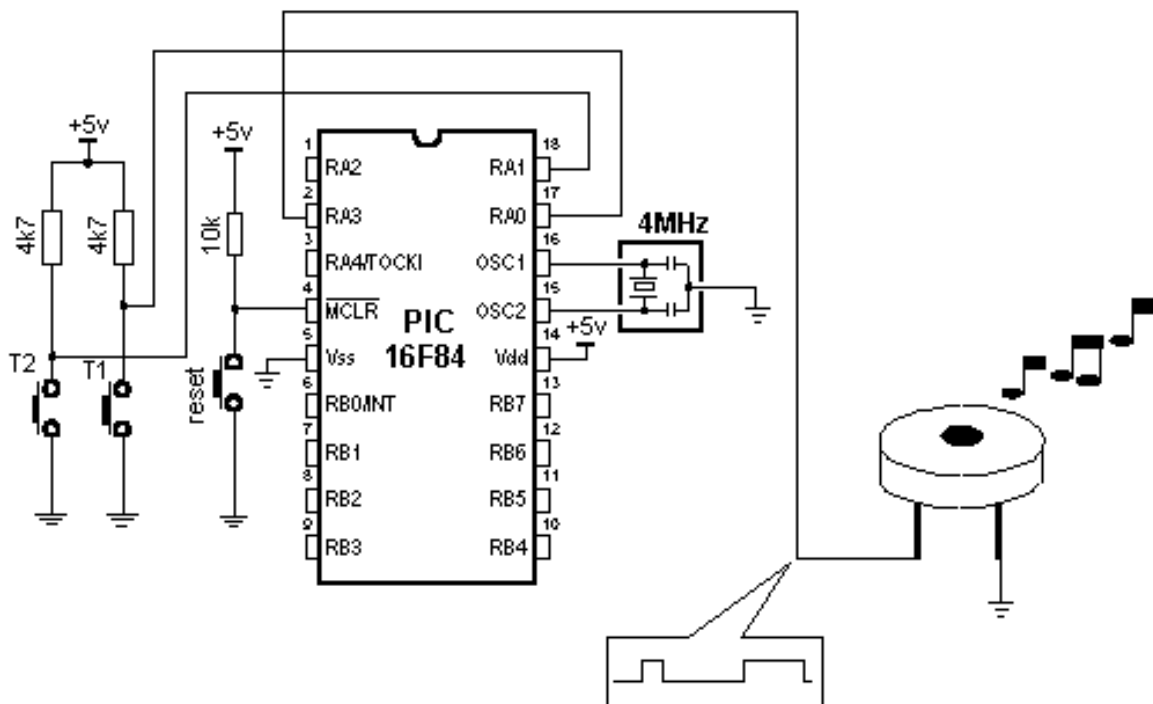 +5v
+5v
4k7
4k7
10k
T2
T1
reset
1
RA2
2
RA3
3
RA4/TOCKI
4
MCLR
5
Vss
6
RB0/INT
7
RB1
8
RB2
9
RB3
PIC
16F84
18
RA1
17
RA0
16
OSC1
15
OSC2
14
Vdd
13
RB7
12
RB6
11
RB5
10
RB4
4MHz
+5v